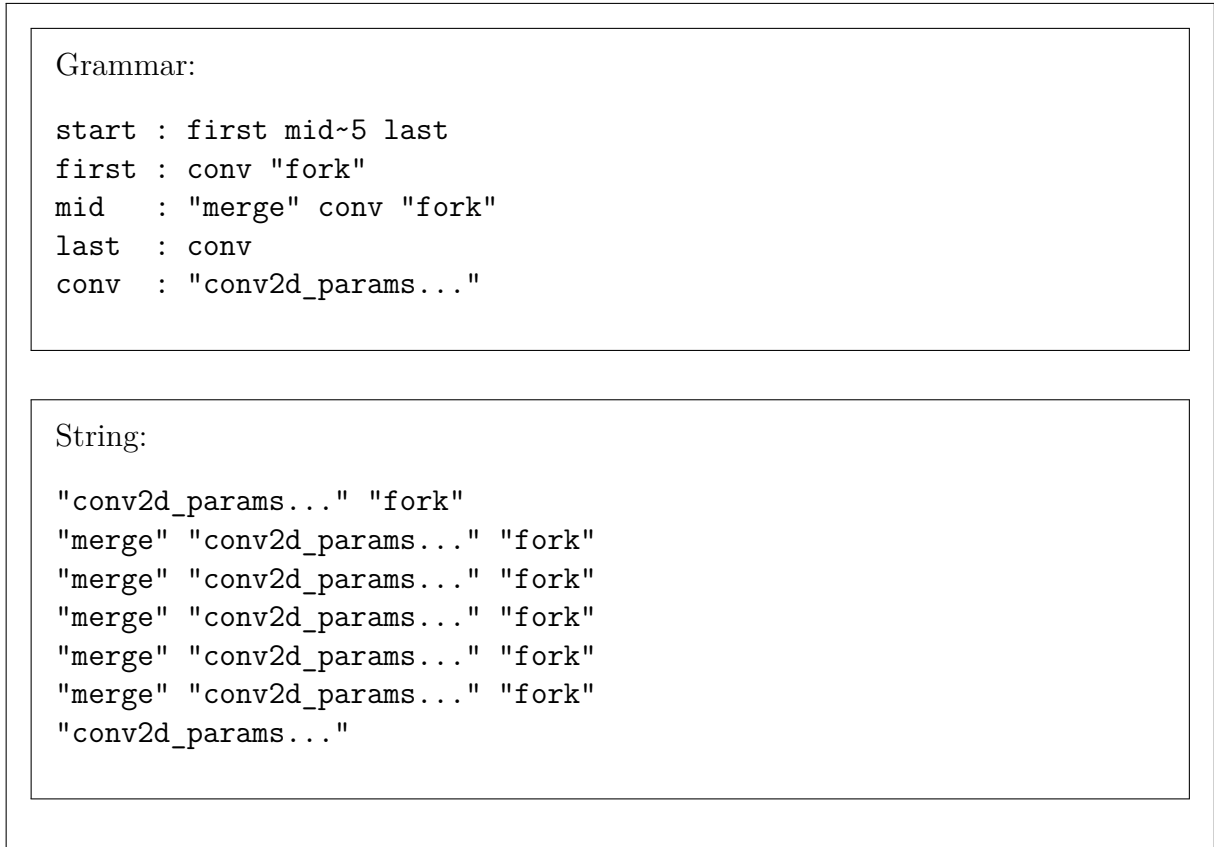 Grammar:
start : first mid~5 last
first : conv "fork"
mid   : "merge" conv "fork"
last  : conv
conv  : "conv2d_params..."
String:
"conv2d_params..." "fork"
"merge" "conv2d_params..." "fork"
"merge" "conv2d_params..." "fork"
"merge" "conv2d_params..." "fork"
"merge" "conv2d_params..." "fork"
"merge" "conv2d_params..." "fork"
"conv2d_params..."